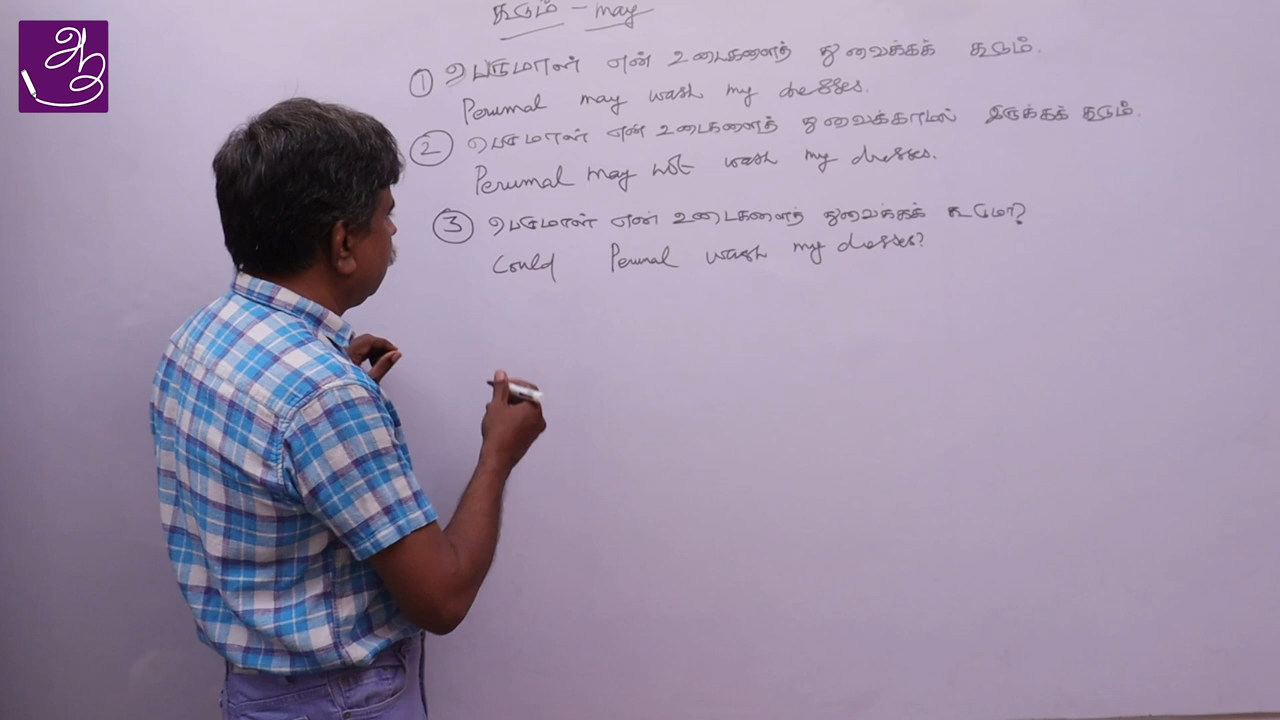 கூடும் - may
① பெருமாள் என் உடைகளைத் துவைக்கக் கூடும்.
Perumal may wash my dresses.
② பெருமாள் என் உடைகளைத் துவைக்காமல் இருக்கக் கூடும்.
Perumal may not wash my dresses.
③ பெருமாள் என் உடைகளைத் துவைக்கக் கூடுமா?
Could Perumal wash my dresses?